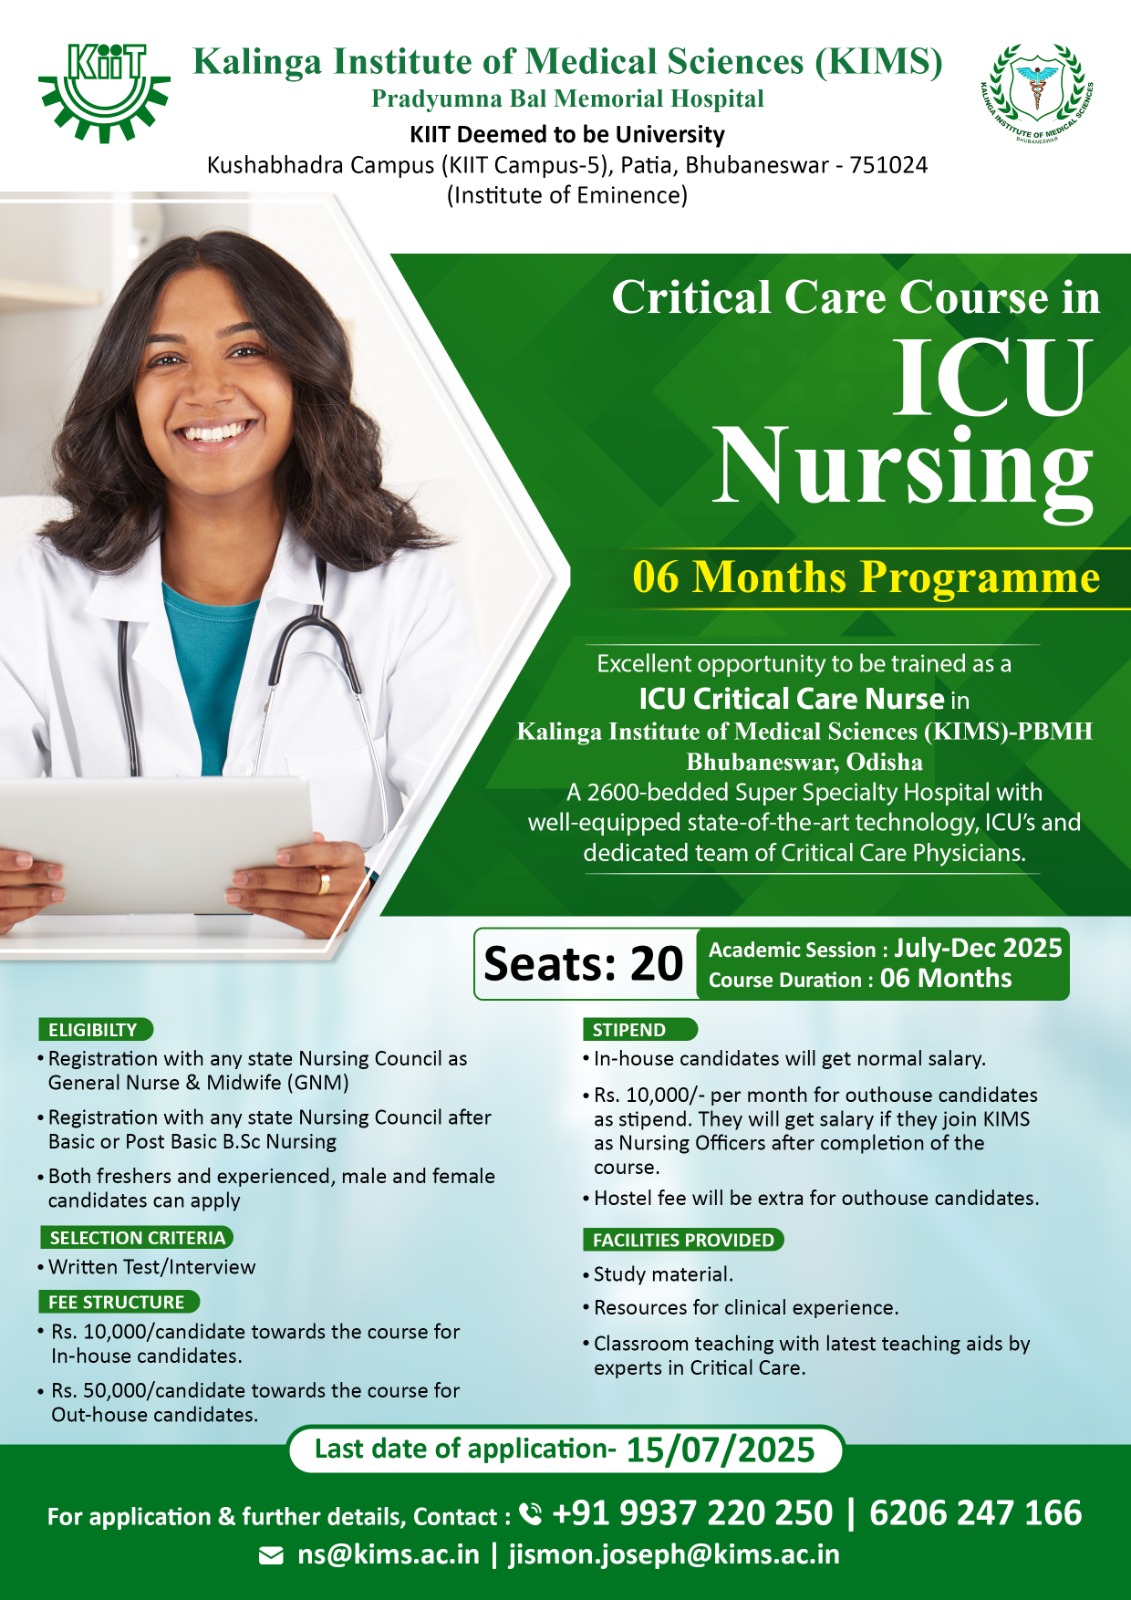 KiiT
Kalinga Institute of Medical Sciences (KIMS)
Pradyumna Bal Memorial Hospital
KIIT Deemed to be University
Kushabhadra Campus (KIIT Campus-5), Patia, Bhubaneswar - 751024
(Institute of Eminence)
KALINGA INSTITUTE OF MEDICAL SCIENCES
BHUBANESWAR
Critical Care Course in
ICU
Nursing
06 Months Programme
Excellent opportunity to be trained as a
ICU Critical Care Nurse in
Kalinga Institute of Medical Sciences (KIMS)-PBMH
Bhubaneswar, Odisha
A 2600-bedded Super Specialty Hospital with
well-equipped state-of-the-art technology, ICU's and
dedicated team of Critical Care Physicians.
Seats: 20
Academic Session : July-Dec 2025
Course Duration : 06 Months
ELIGIBILTY
• Registration with any state Nursing Council as
General Nurse & Midwife (GNM)
• Registration with any state Nursing Council after
Basic or Post Basic B.Sc Nursing
• Both freshers and experienced, male and female
candidates can apply
SELECTION CRITERIA
• Written Test/Interview
FEE STRUCTURE
• Rs. 10,000/candidate towards the course for
In-house candidates.
• Rs. 50,000/candidate towards the course for
Out-house candidates.
STIPEND
• In-house candidates will get normal salary.
• Rs. 10,000/- per month for outhouse candidates
as stipend. They will get salary if they join KIMS
as Nursing Officers after completion of the
course.
• Hostel fee will be extra for outhouse candidates.
FACILITIES PROVIDED
• Study material.
• Resources for clinical experience.
• Classroom teaching with latest teaching aids by
experts in Critical Care.
Last date of application- 15/07/2025
For application & further details, Contact : +91 9937 220 250 | 6206 247 166
ns@kims.ac.in | jismon.joseph@kims.ac.in